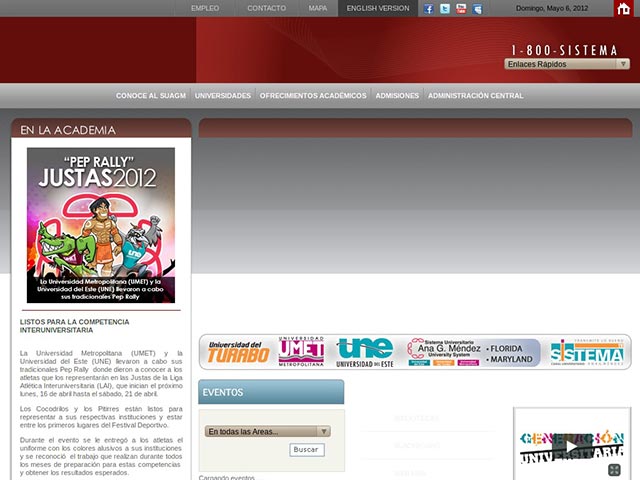 EMPLEO CONTACTO MAPA ENGLISH VERSION Domingo, Mayo 6, 2012
1-800-SISTEMA
Enlaces Rápidos
CONOCE AL SUAGM UNIVERSIDADES OFRECIMIENTOS ACADÉMICOS ADMISIONES ADMINISTRACIÓN CENTRAL
EN LA ACADEMIA
"PEP RALLY"
JUSTAS2012
La Universidad Metropolitana (UMET) y la
Universidad del Este (UNE) llevaron a cabo
sus tradicionales Pep Rally
LISTOS PARA LA COMPETENCIA
INTERUNIVERSITARIA
La Universidad Metropolitana (UMET) y la
Universidad del Este (UNE) llevaron a cabo sus
tradicionales Pep Rally donde dieron a conocer a los
atletas que los representarán en las Justas de la Liga
Atlética Interuniversitaria (LAI), que inician el próximo
lunes, 16 de abril hasta el sábado, 21 de abril.
Los Cocodrilos y los Pitirres están listos para
representar a sus respectivas instituciones y estar
entre los primeros lugares del Festival Deportivo.
Durante el evento se le entregó a los atletas el
uniforme con los colores alusivos a sus instituciones
y se reconoció el trabajo que realizan durante todos
los meses de preparación para estas competencias
y obtener los resultados esperados.
Universidad del
TURABO
UNIVERSIDAD
UMET
METROPOLITANA
une
UNIVERSIDAD DEL ESTE
Sistema Universitario
Ana G. Méndez
University System
• FLORIDA
• MARYLAND
SISTEMA
EVENTOS
En todas las Areas...
Buscar
Cargando eventos...
GENERACIÓN
UNIVERSITARIA